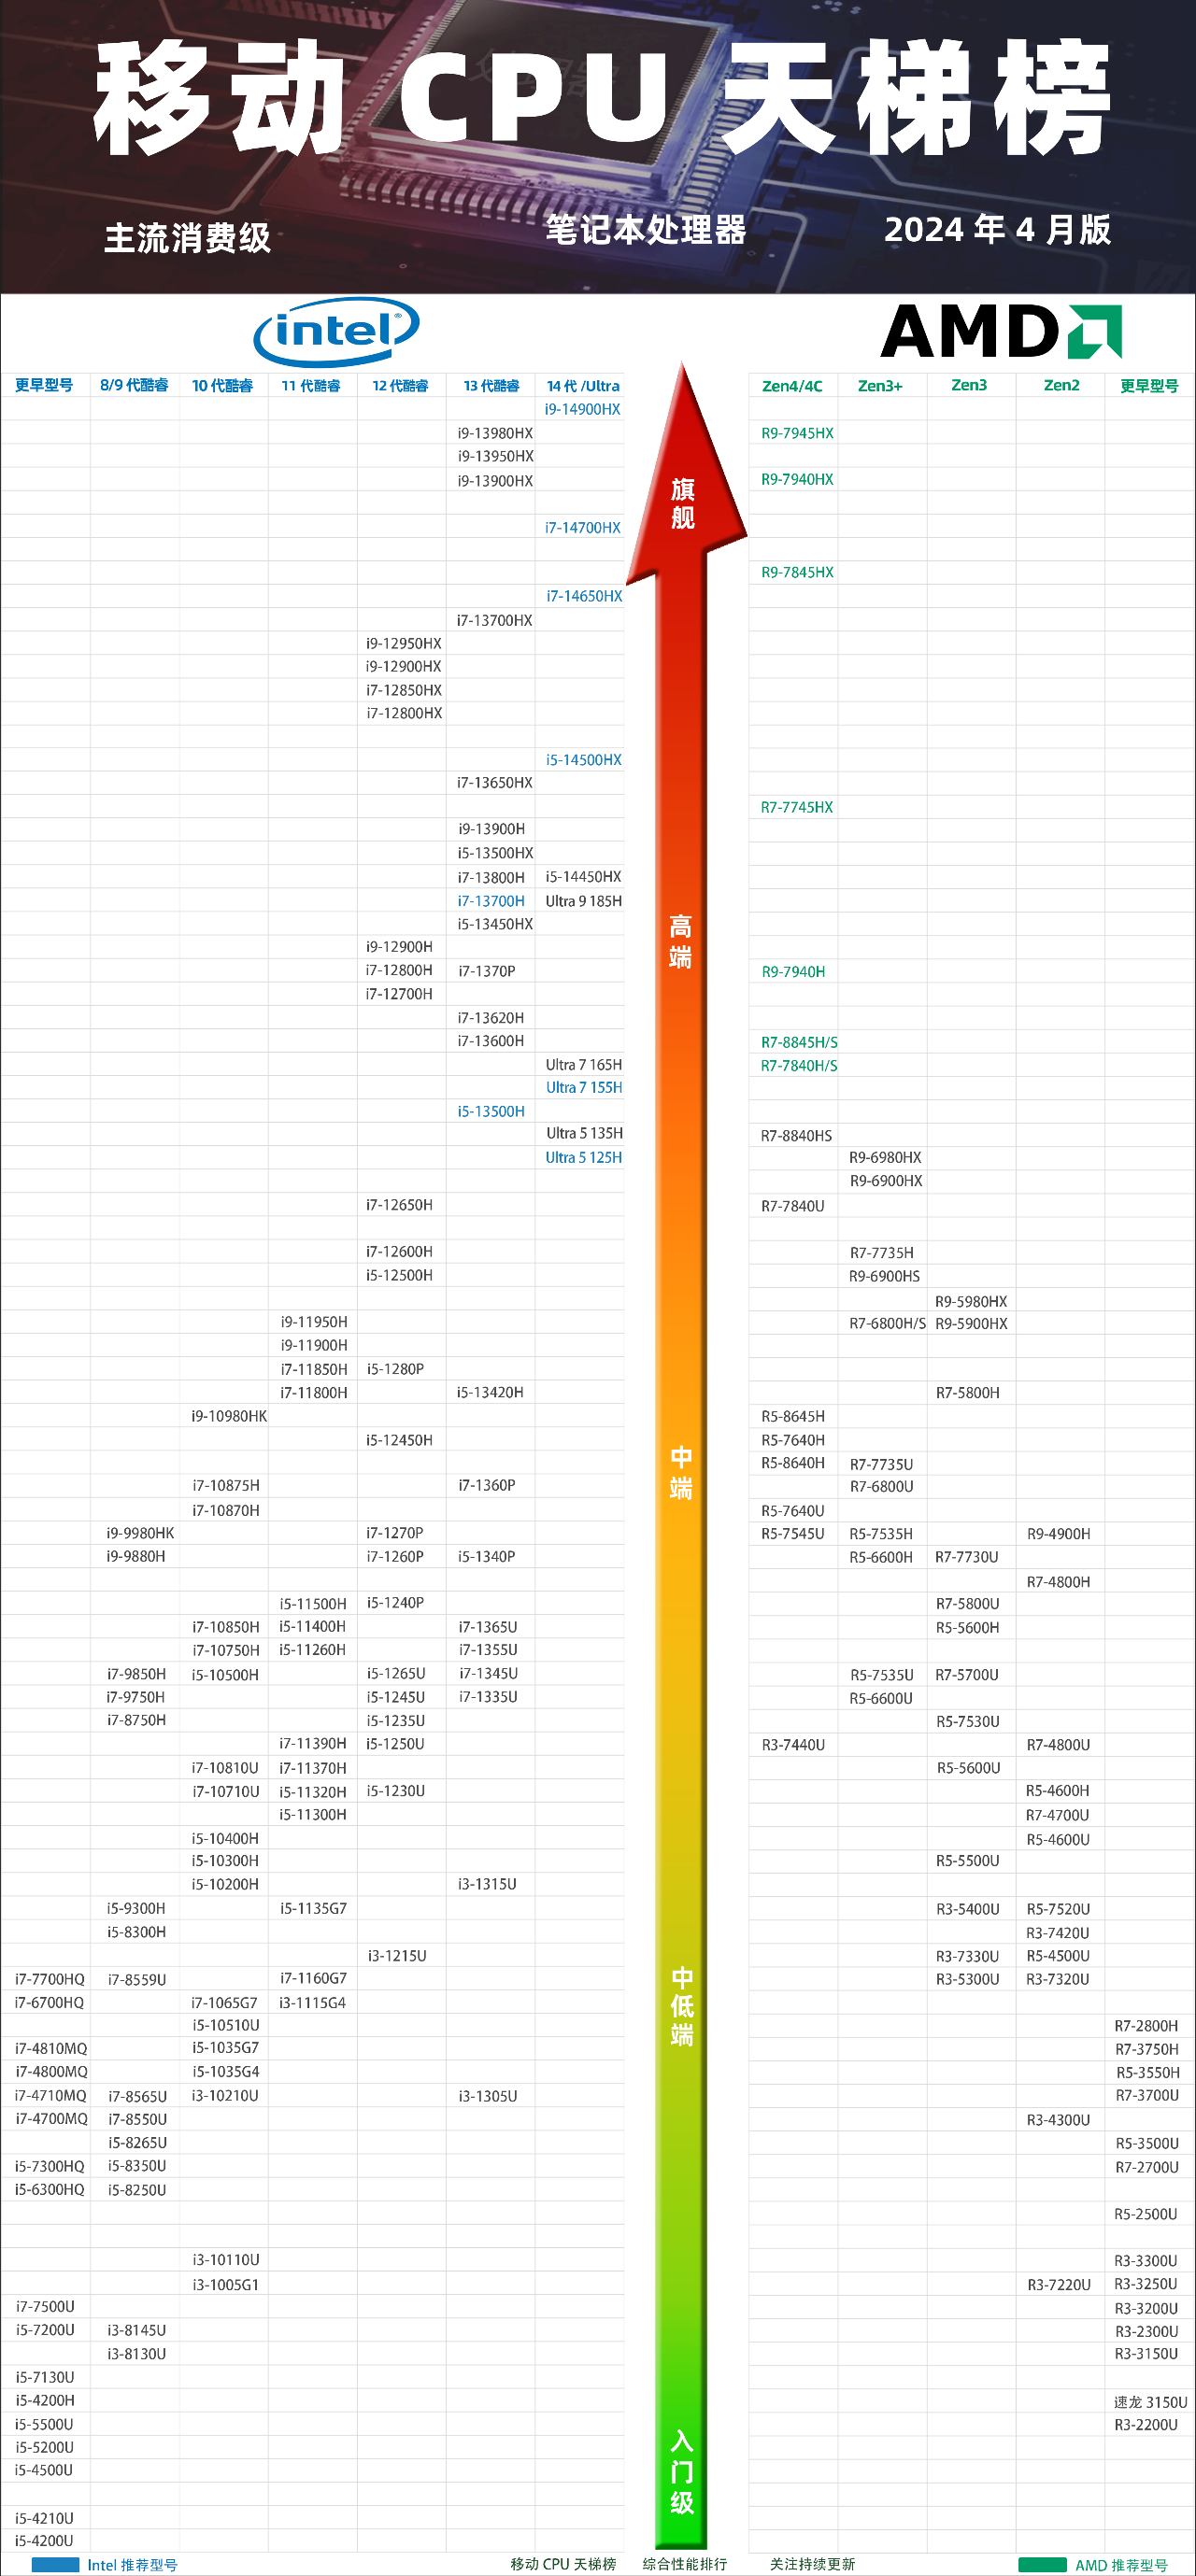 移动 CPU 天梯榜
主流消费级 笔记本处理器 2024 年 4 月版
intel AMD
更早型号 8/9 代酷睿 10 代酷睿 11 代酷睿 12 代酷睿 13 代酷睿 14 代 /Ultra Zen4/4C Zen3+ Zen3 Zen2 更早型号
i9-14900HX
i9-13980HX R9-7945HX
i9-13950HX
i9-13900HX R9-7940HX
旗舰
i7-14700HX
R9-7845HX
i7-14650HX
i7-13700HX
i9-12950HX
i9-12900HX
i7-12850HX
i7-12800HX
i5-14500HX
i7-13650HX
R7-7745HX
i9-13900H
i5-13500HX
i7-13800H i5-14450HX
i7-13700H Ultra 9 185H
i5-13450HX
高端
i9-12900H
i7-12800H i7-1370P R9-7940H
i7-12700H
i7-13620H
i7-13600H R7-8845H/S
Ultra 7 165H R7-7840H/S
Ultra 7 155H
i5-13500H
Ultra 5 135H R7-8840HS
Ultra 5 125H R9-6980HX
R9-6900HX
i7-12650H R7-7840U
i7-12600H R7-7735H
i5-12500H R9-6900HS
R9-5980HX
i9-11950H R7-6800H/S R9-5900HX
i9-11900H
i7-11850H i5-1280P
i7-11800H i5-13420H R7-5800H
i9-10980HK R5-8645H
i5-12450H R5-7640H
中端
R5-8640H R7-7735U
i7-10875H i7-1360P R7-6800U
i7-10870H R5-7640U
i9-9980HK i7-1270P R5-7545U R5-7535H R9-4900H
i9-9880H i7-1260P i5-1340P R5-6600H R7-7730U
R7-4800H
i5-11500H i5-1240P R7-5800U
i7-10850H i5-11400H i7-1365U R5-5600H
i7-10750H i5-11260H i7-1355U
i7-9850H i5-10500H i5-1265U i7-1345U R5-7535U R7-5700U
i7-9750H i5-1245U i7-1335U R5-6600U
i7-8750H i5-1235U R5-7530U
i7-11390H i5-1250U R3-7440U R7-4800U
i7-10810U i7-11370H R5-5600U
i7-10710U i5-11320H i5-1230U R5-4600H
i5-11300H R7-4700U
i5-10400H R5-4600U
i5-10300H R5-5500U
i5-10200H i3-1315U
i5-9300H i5-1135G7 R3-5400U R5-7520U
i5-8300H R3-7420U
i3-1215U R3-7330U R5-4500U
中低端
i7-7700HQ i7-8559U i7-1160G7 R3-5300U R3-7320U
i7-6700HQ i7-1065G7 i3-1115G4
i5-10510U R7-2800H
i7-4810MQ i5-1035G7 R7-3750H
i7-4800MQ i5-1035G4 R5-3550H
i7-4710MQ i7-8565U i3-10210U i3-1305U R7-3700U
i7-4700MQ i7-8550U R3-4300U
i5-8265U R5-3500U
i5-7300HQ i5-8350U R7-2700U
i5-6300HQ i5-8250U
R5-2500U
i3-10110U R3-3300U
i3-1005G1 R3-7220U R3-3250U
i7-7500U R3-3200U
i5-7200U i3-8145U R3-2300U
i3-8130U R3-3150U
i5-7130U
i5-4200H 速龙 3150U
i5-5500U R3-2200U
入门级
i5-5200U
i5-4500U
i5-4210U
i5-4200U
Intel 推荐型号 移动 CPU 天梯榜 综合性能排行 关注持续更新 AMD 推荐型号